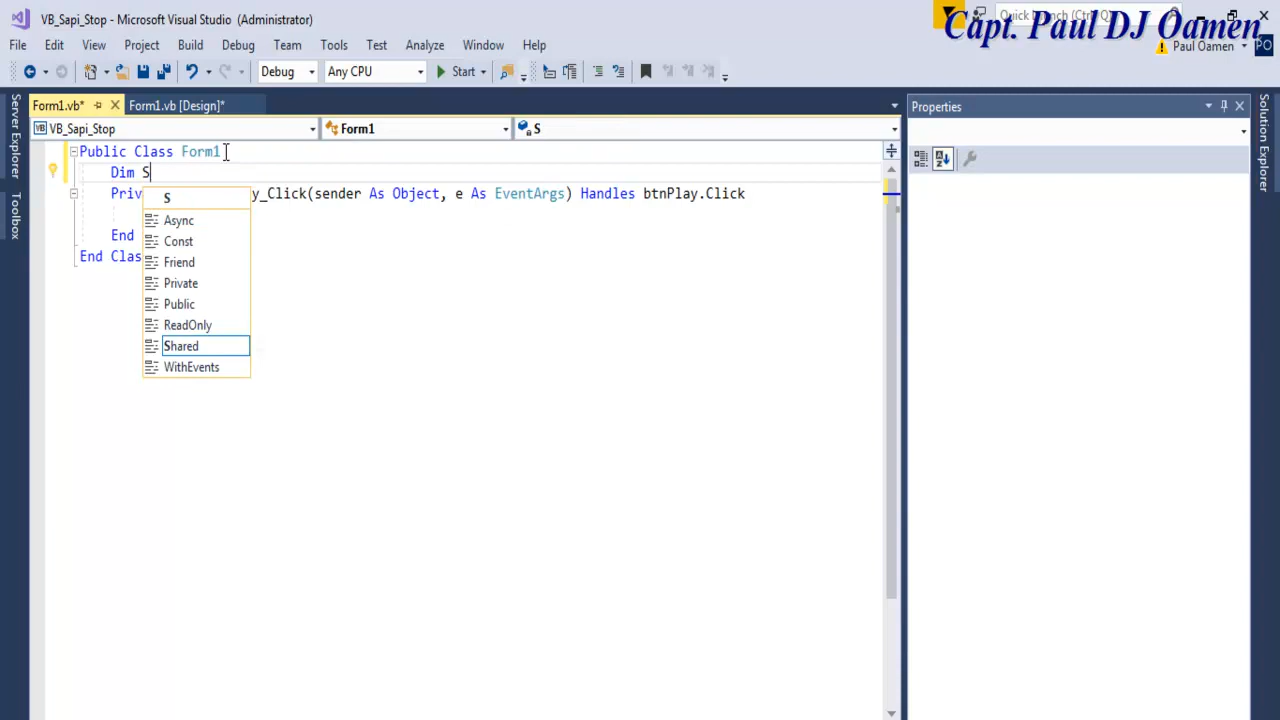 VB_Sapi_Stop - Microsoft Visual Studio (Administrator)
Quick Launch (Ctrl+Q)
Capt. Paul DJ Oamen
File Edit View Project Build Debug Team Tools Test Analyze Window Help
Paul Oamen PO
Debug Any CPU Start
Server Explorer
Toolbox
Form1.vb* Form1.vb [Design]*
VB_Sapi_Stop Form1 S
Public Class Form1
Dim S
Priv y_Click(sender As Object, e As EventArgs) Handles btnPlay.Click
End
End Clas
S
Async
Const
Friend
Private
Public
ReadOnly
Shared
WithEvents
Properties
Solution Explorer